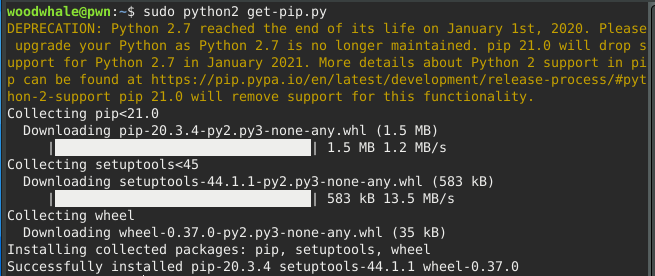 woodwhale@pwn:~$ sudo python2 get-pip.py
DEPRECATION: Python 2.7 reached the end of its life on January 1st, 2020. Please
 upgrade your Python as Python 2.7 is no longer maintained. pip 21.0 will drop s
upport for Python 2.7 in January 2021. More details about Python 2 support in pi
p can be found at https://pip.pypa.io/en/latest/development/release-process/#pyt
hon-2-support pip 21.0 will remove support for this functionality.
Collecting pip<21.0
  Downloading pip-20.3.4-py2.py3-none-any.whl (1.5 MB)
     |████████████████████████████████| 1.5 MB 1.2 MB/s
Collecting setuptools<45
  Downloading setuptools-44.1.1-py2.py3-none-any.whl (583 kB)
     |████████████████████████████████| 583 kB 13.5 MB/s
Collecting wheel
  Downloading wheel-0.37.0-py2.py3-none-any.whl (35 kB)
Installing collected packages: pip, setuptools, wheel
Successfully installed pip-20.3.4 setuptools-44.1.1 wheel-0.37.0